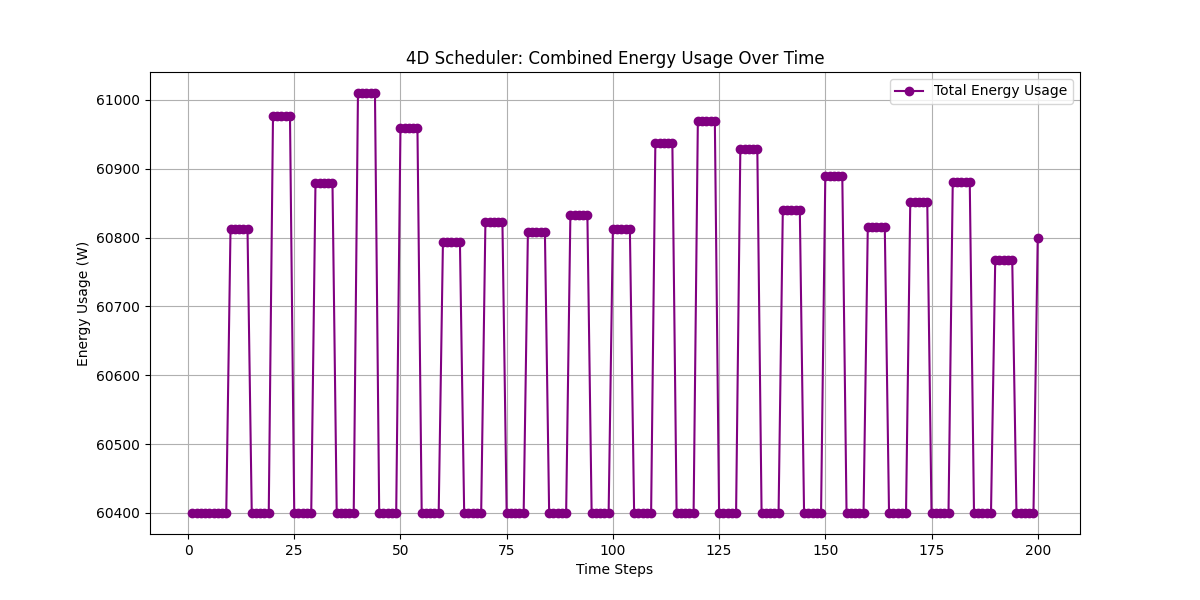 4D Scheduler: Combined Energy Usage Over Time
Total Energy Usage
Energy Usage (W)
61000
60900
60800
60700
60600
60500
60400
0 25 50 75 100 125 150 175 200
Time Steps